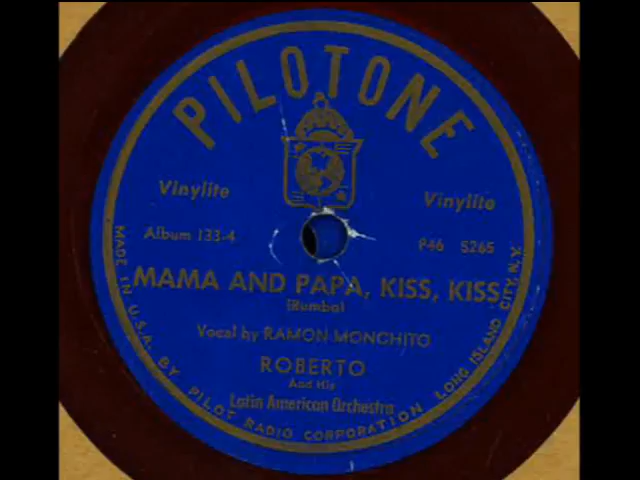 PILOTONE
Vinylite
Vinylite
Album 133-4
P46 5265
MAMA AND PAPA, KISS, KISS
(Rumba)
Vocal by RAMON MONCHITO
ROBERTO
And His
Latin American Orchestra
MADE IN U.S.A. BY PILOT RADIO CORPORATION LONG ISLAND CITY, N.Y.